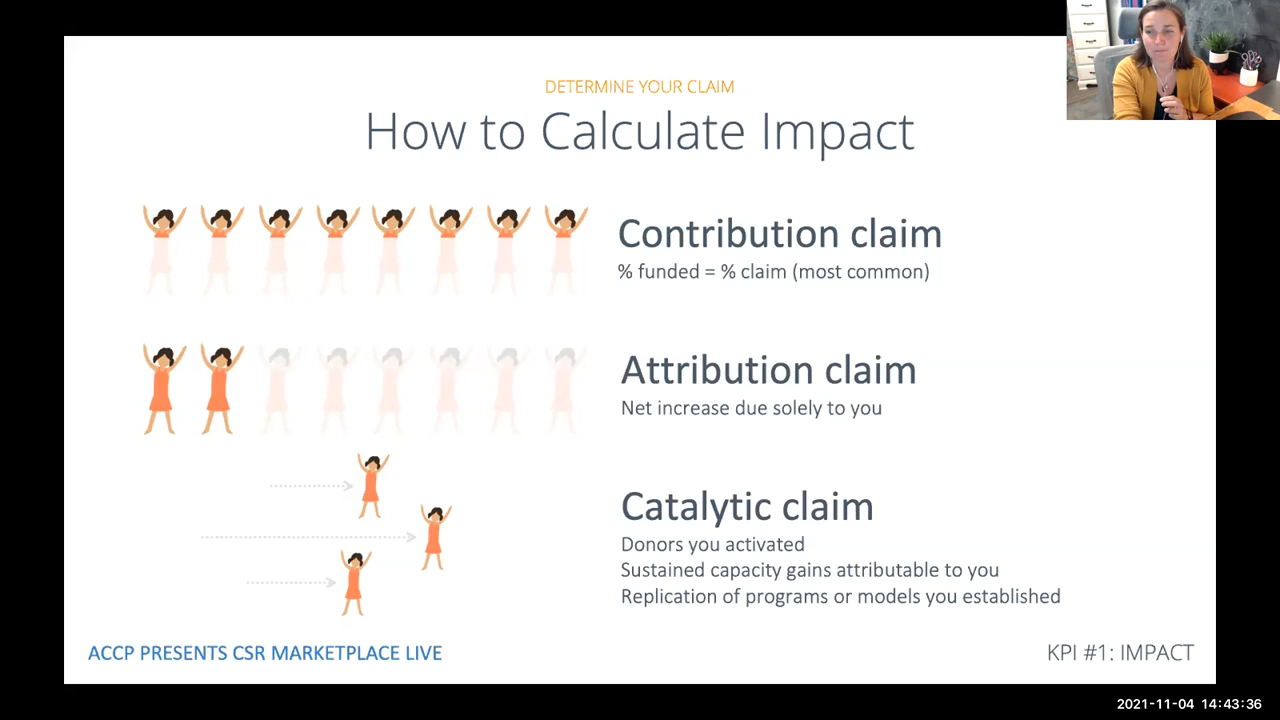 DETERMINE YOUR CLAIM
How to Calculate Impact
Contribution claim
% funded = % claim (most common)
Attribution claim
Net increase due solely to you
Catalytic claim
Donors you activated
Sustained capacity gains attributable to you
Replication of programs or models you established
ACCP PRESENTS CSR MARKETPLACE LIVE
KPI #1: IMPACT
2021-11-04 14:43:36